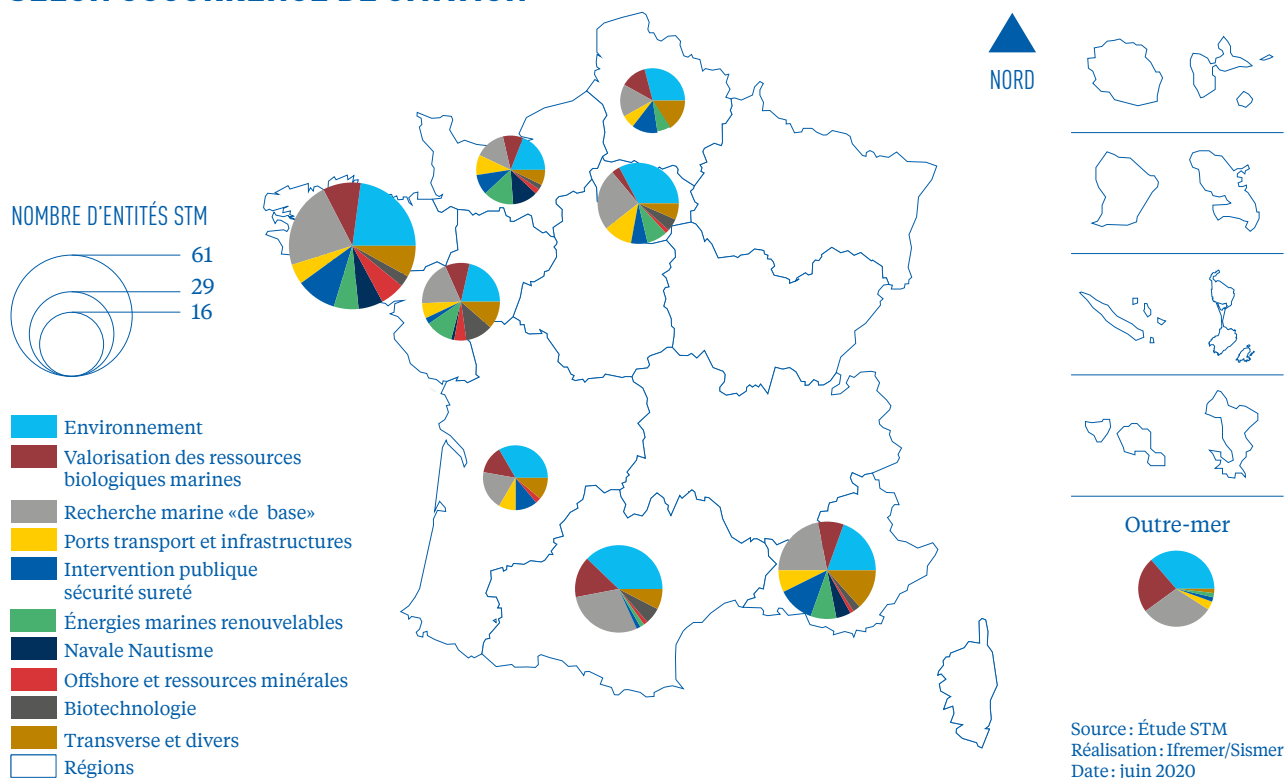 NORD
NOMBRE D'ENTITÉS STM
61
29
16
Environnement
Valorisation des ressources
biologiques marines
Recherche marine «de base»
Ports transport et infrastructures
Intervention publique
sécurité sureté
Énergies marines renouvelables
Navale Nautisme
Offshore et ressources minérales
Biotechnologie
Transverse et divers
Régions
Outre-mer
Source : Étude STM
Réalisation : Ifremer/Sismer
Date : juin 2020